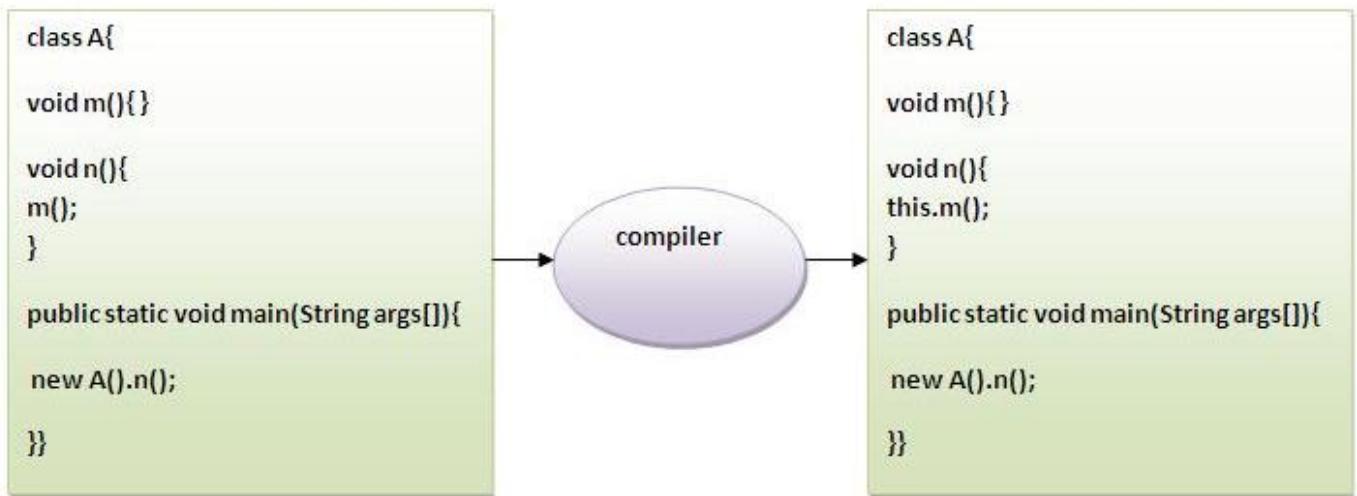 class A{
void m(){}
void n(){
m();
}
public static void main(String args[]){
new A().n();
}}
compiler
class A{
void m(){}
void n(){
this.m();
}
public static void main(String args[]){
new A().n();
}}